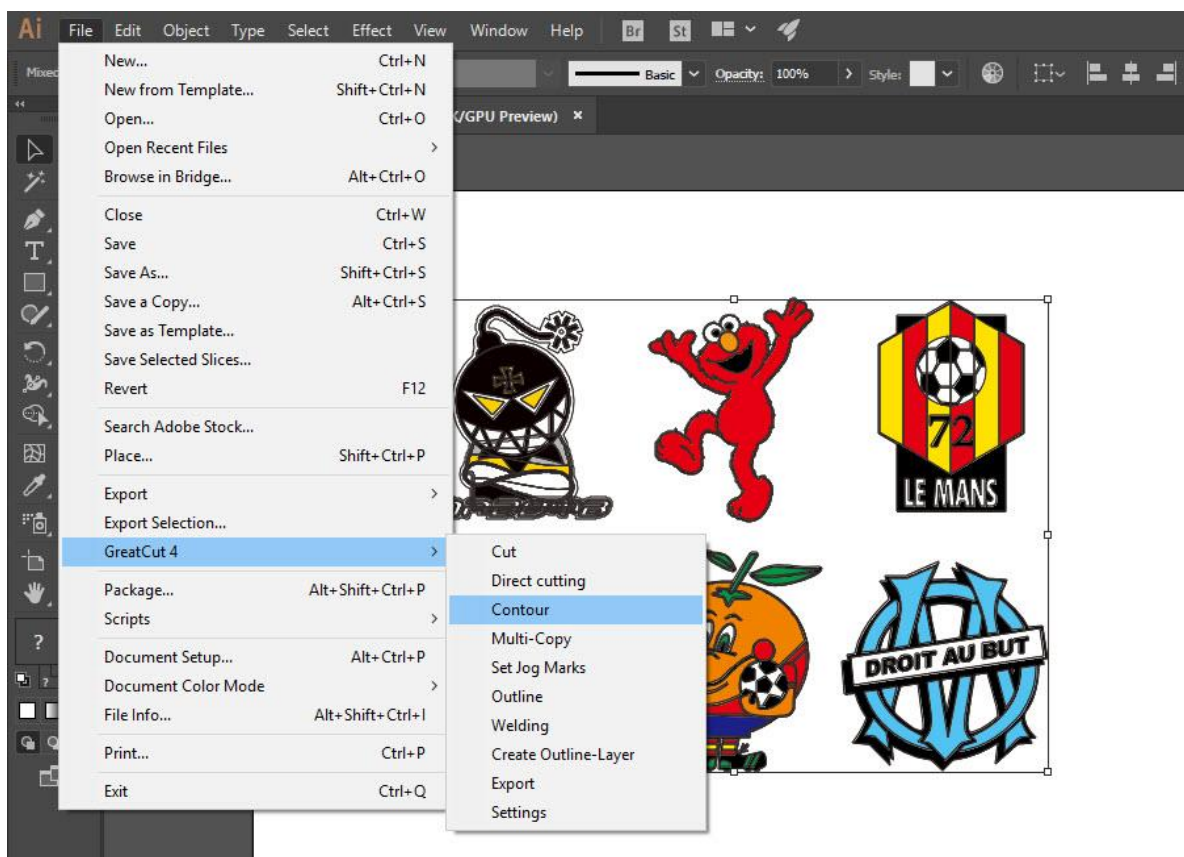 Ai File Edit Object Type Select Effect View Window Help Br St
Mixed Basic Opacity: 100% Style:
/GPU Preview) ×
New... Ctrl+N
New from Template... Shift+Ctrl+N
Open... Ctrl+O
Open Recent Files >
Browse in Bridge... Alt+Ctrl+O
Close Ctrl+W
Save Ctrl+S
Save As... Shift+Ctrl+S
Save a Copy... Alt+Ctrl+S
Save as Template...
Save Selected Slices...
Revert F12
Search Adobe Stock...
Place... Shift+Ctrl+P
Export >
Export Selection...
GreatCut 4 >
Package... Alt+Shift+Ctrl+P
Scripts >
Document Setup... Alt+Ctrl+P
Document Color Mode >
File Info... Alt+Shift+Ctrl+I
Print... Ctrl+P
Exit Ctrl+Q
Cut
Direct cutting
Contour
Multi-Copy
Set Jog Marks
Outline
Welding
Create Outline-Layer
Export
Settings
72
LE MANS
DROIT AU BUT